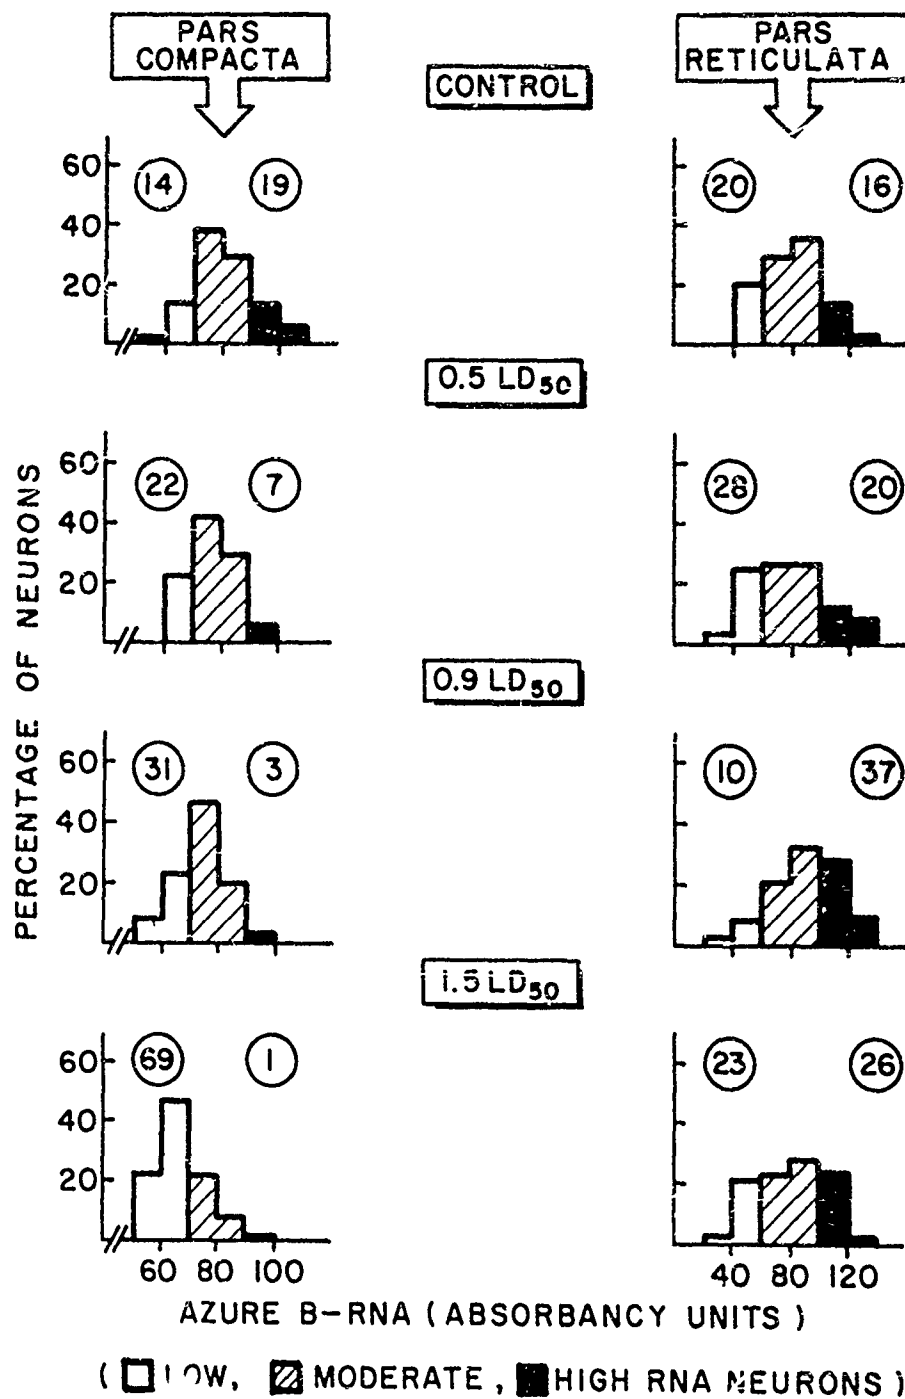 PARS
COMPACTA
PARS
RETICULATA
CONTROL
60
40
20
14
19
20
16
0.5 LD50
60
40
20
22
7
28
20
0.9 LD50
60
40
20
31
3
10
37
1.5 LD50
60
40
20
69
1
23
26
60 80 100
40 80 120
PERCENTAGE OF NEURONS
AZURE B-RNA (ABSORBANCY UNITS)
( LOW, MODERATE, HIGH RNA NEURONS)